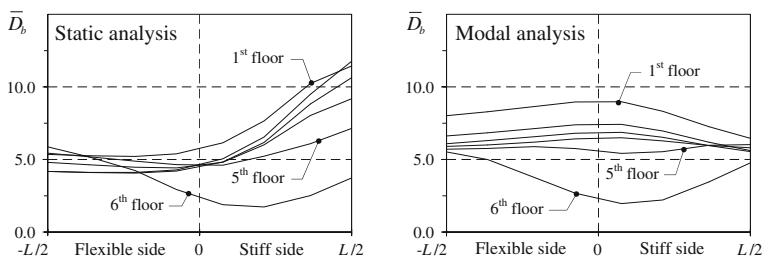 D̅_b
Static analysis
1st floor
10.0
5.0
5th floor
6th floor
0.0
-L/2 Flexible side 0 Stiff side L/2
D̅_b
Modal analysis
1st floor
10.0
5.0
5th floor
6th floor
0.0
-L/2 Flexible side 0 Stiff side L/2